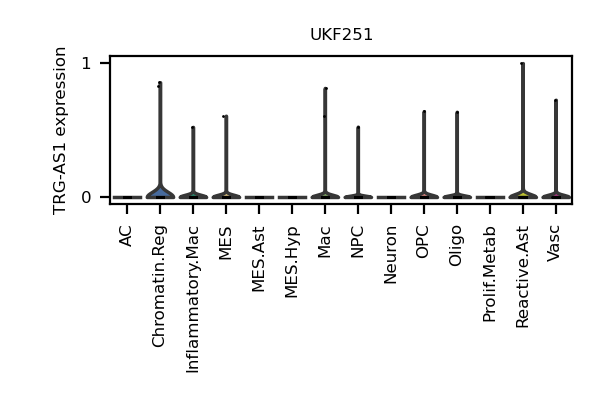 UKF251
TRG-AS1 expression
1
0
AC
Chromatin.Reg
Inflammatory.Mac
MES
MES.Ast
MES.Hyp
Mac
NPC
Neuron
OPC
Oligo
Prolif.Metab
Reactive.Ast
Vasc